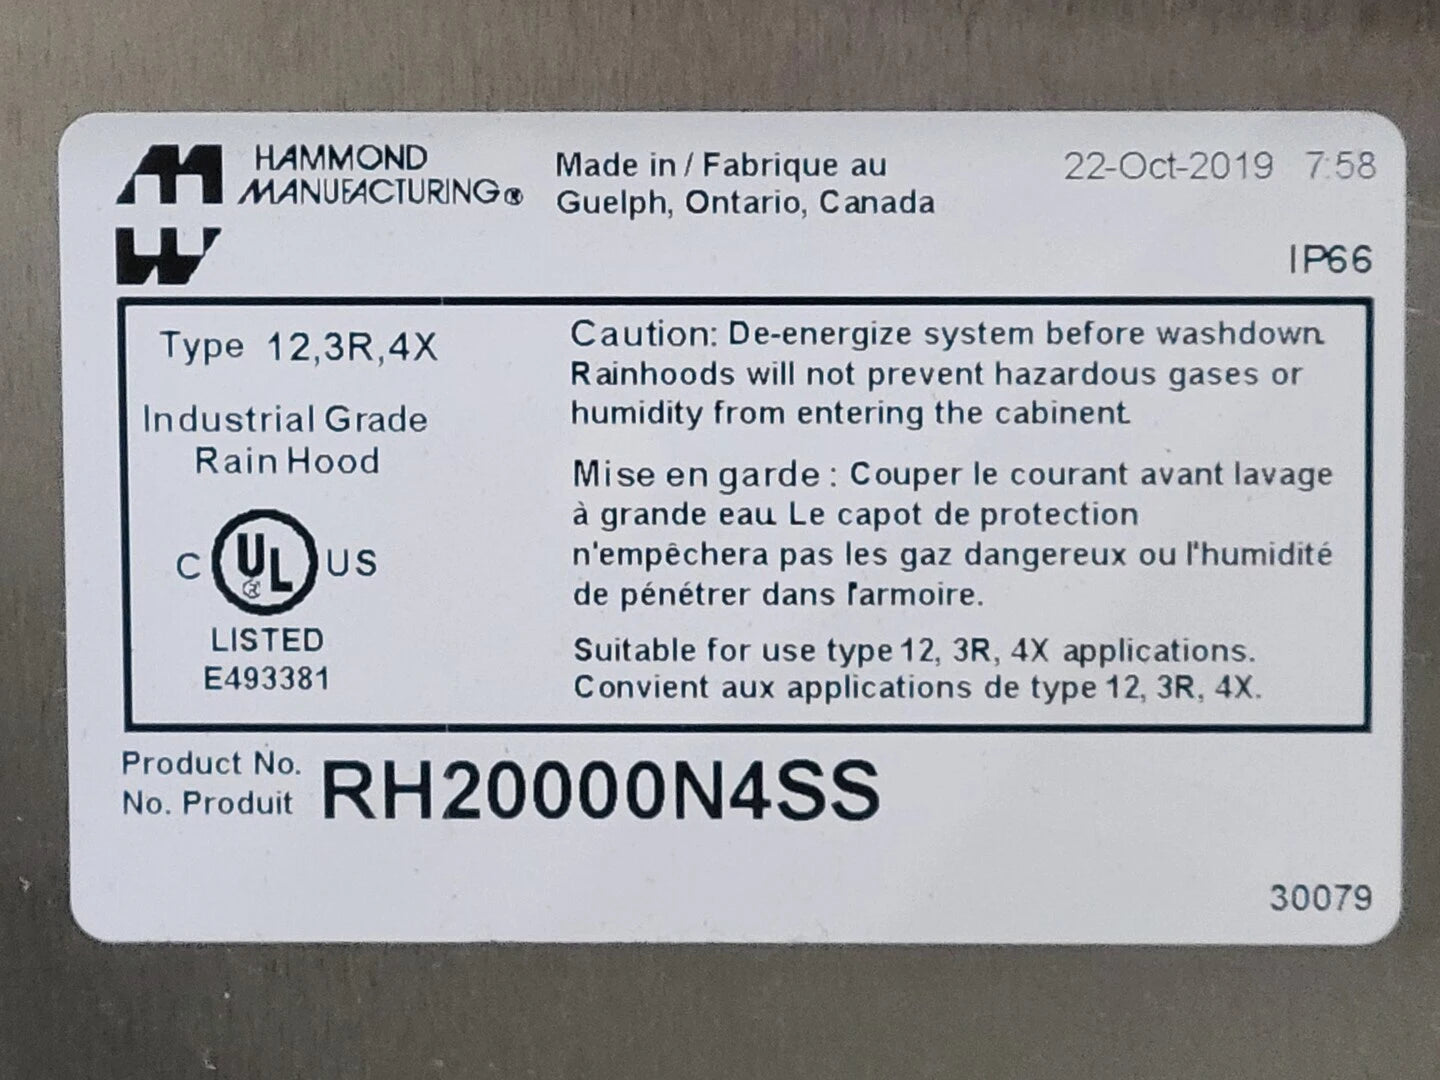 HAMMOND
MANUFACTURING®
Made in / Fabrique au
Guelph, Ontario, Canada
22-Oct-2019 7:58
IP66
Type 12,3R,4X
Industrial Grade
Rain Hood
C UL® US
LISTED
E493381
Caution: De-energize system before washdown.
Rainhoods will not prevent hazardous gases or
humidity from entering the cabinent.
Mise en garde : Couper le courant avant lavage
à grande eau. Le capot de protection
n'empêchera pas les gaz dangereux ou l'humidité
de pénétrer dans l'armoire.
Suitable for use type 12, 3R, 4X applications.
Convient aux applications de type 12, 3R, 4X.
Product No.
No. Produit
RH20000N4SS
30079